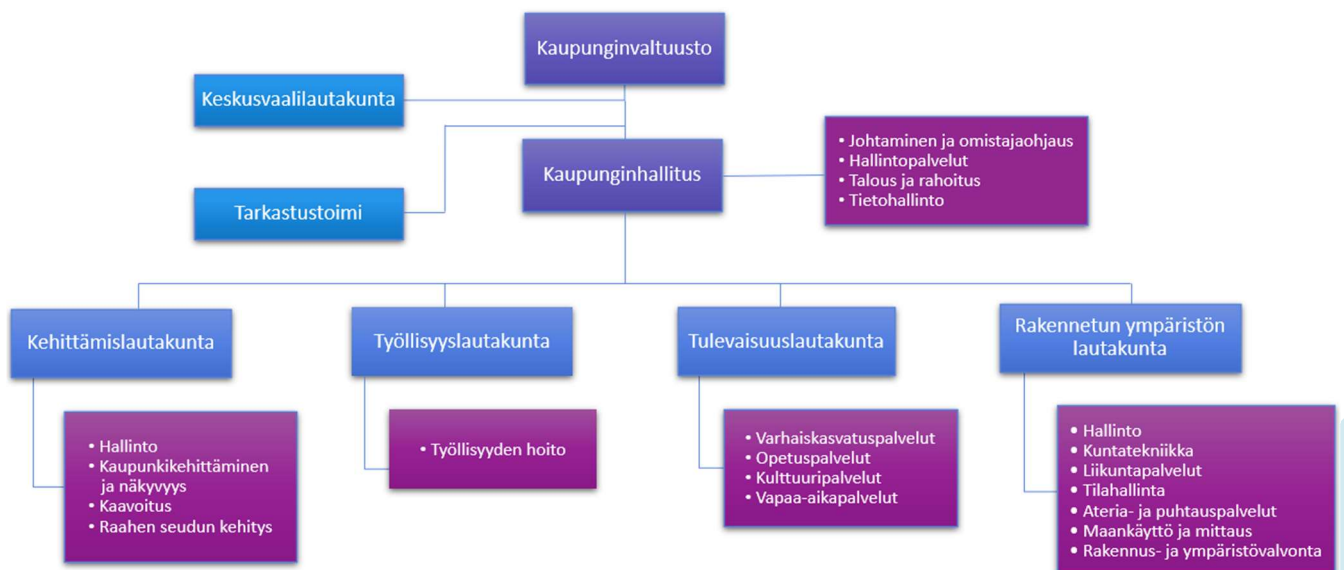 Kaupunginvaltuusto
Keskusvaalilautakunta
Kaupunginhallitus
• Johtaminen ja omistajaohjaus
• Hallintopalvelut
• Talous ja rahoitus
• Tietohallinto
Tarkastustoimi
Kehittämislautakunta
• Hallinto
• Kaupunkikehittäminen
ja näkyvyys
• Kaavoitus
• Raahen seudun kehitys
Työllisyyslautakunta
• Työllisyyden hoito
Tulevaisuuslautakunta
• Varhaiskasvatuspalvelut
• Opetuspalvelut
• Kulttuuripalvelut
• Vapaa-aikapalvelut
Rakennetun ympäristön
lautakunta
• Hallinto
• Kuntatekniikka
• Liikuntapalvelut
• Tilahallinta
• Ateria- ja puhtauspalvelut
• Maankäyttö ja mittaus
• Rakennus- ja ympäristövalvonta